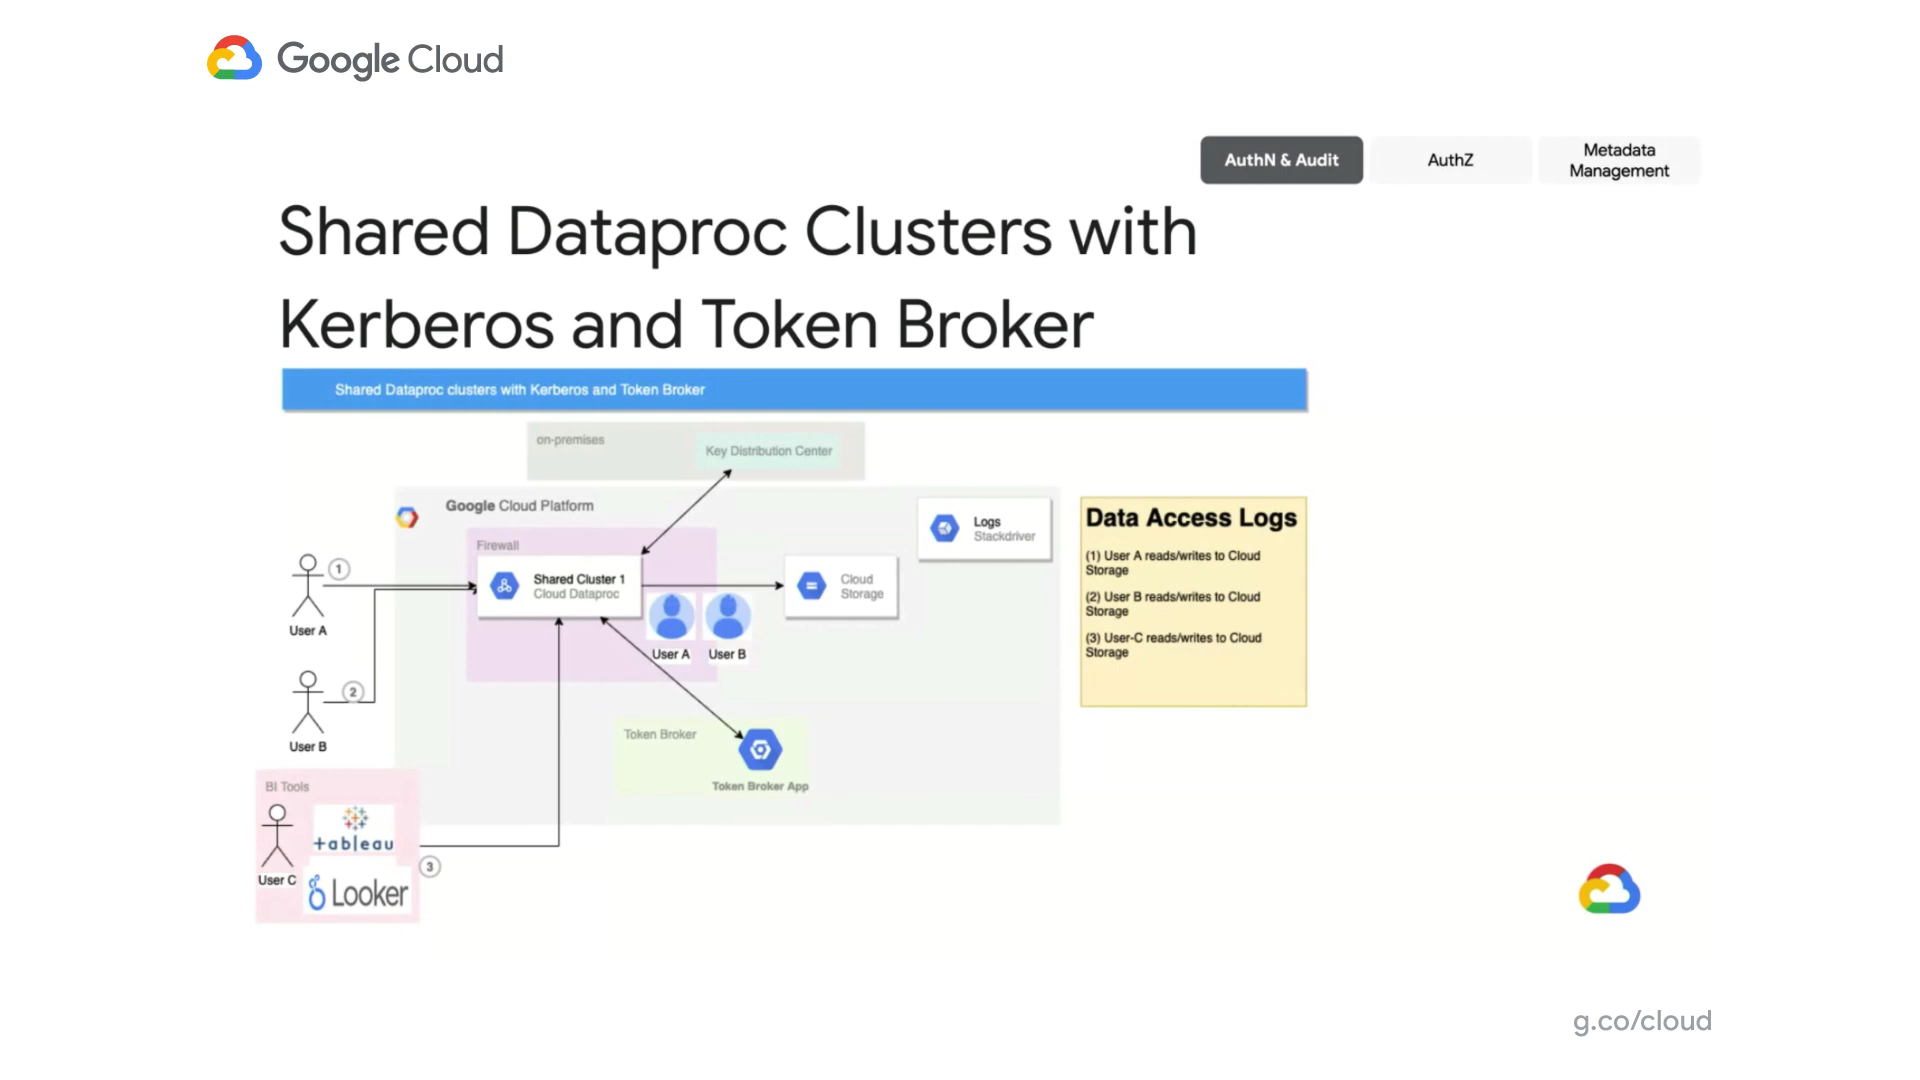 Google Cloud
AuthN & Audit
AuthZ
Metadata
Management
Shared Dataproc Clusters with
Kerberos and Token Broker
Shared Dataproc clusters with Kerberos and Token Broker
on-premises
Key Distribution Center
Google Cloud Platform
Logs
Stackdriver
Firewall
Shared Cluster 1
Cloud Dataproc
Cloud
Storage
User A
User B
1
User A
2
User B
Token Broker
Token Broker App
BI Tools
User C
+ableau
Looker
3
Data Access Logs
(1) User A reads/writes to Cloud
Storage
(2) User B reads/writes to Cloud
Storage
(3) User-C reads/writes to Cloud
Storage
g.co/cloud